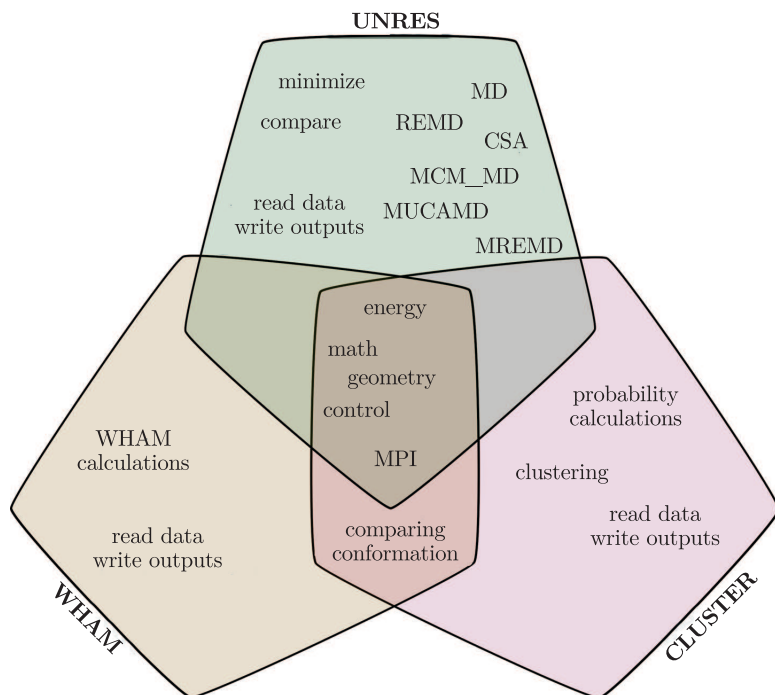 UNRES
minimize
MD
compare
REMD
CSA
MCM_MD
read data
write outputs
MUCAMD
MREMD
energy
math
geometry
control
MPI
probability
calculations
WHAM
calculations
clustering
read data
write outputs
read data
write outputs
comparing
conformation
WHAM
CLUSTER